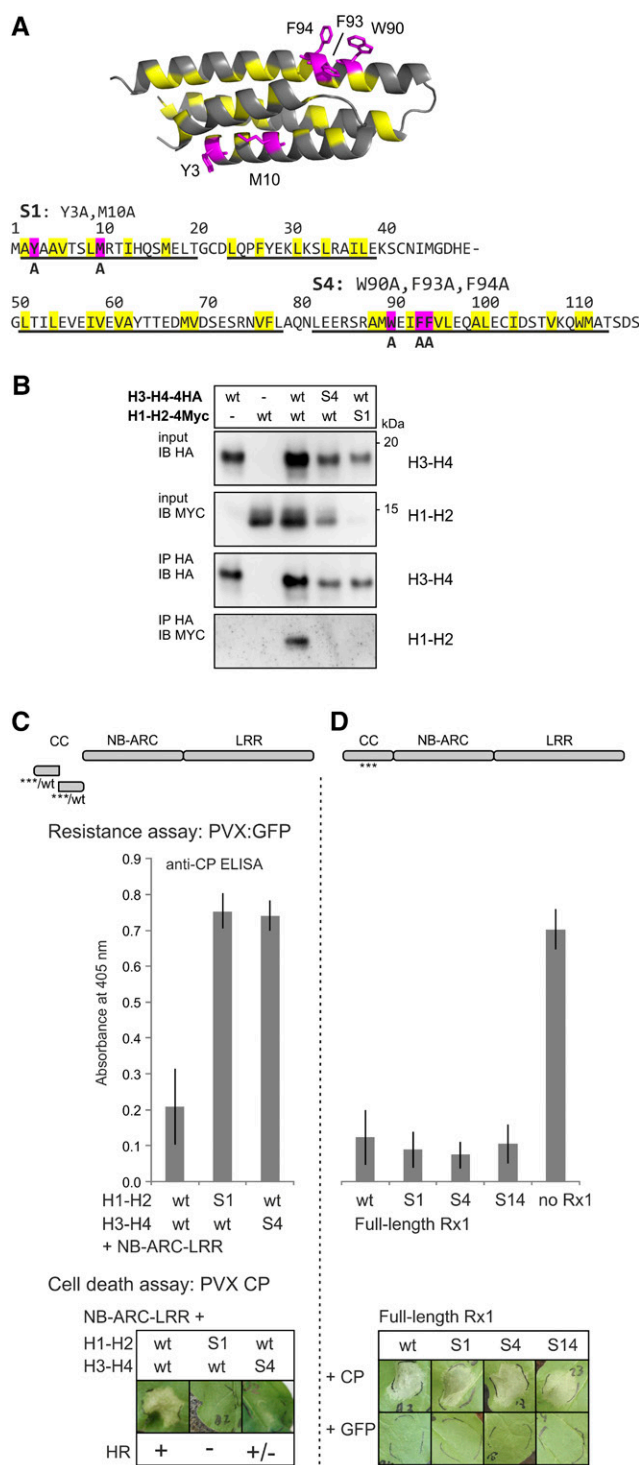 A
F94 F93 W90
Y3
M10
S1: Y3A,M10A
1 10 20 30 40
MAYAAVTSLMRTIHQSMELTGCDLQPFYEKLKSLRAILEKSCNIMGDHE-
A A
S4: W90A,F93A,F94A
50 60 70 80 90 100 110
GLTILEVEIVEVAYTTEDMVDSESRNVFLAQNLEERSRAMWEIFFVLEQALECIDSTVKQWMATSDS
A AA
B
H3-H4-4HA wt - wt S4 wt
H1-H2-4Myc - wt wt wt S1
kDa
input
IB HA
20
H3-H4
input
IB MYC
15
H1-H2
IP HA
IB HA
H3-H4
IP HA
IB MYC
H1-H2
C
CC NB-ARC LRR
***/wt
***/wt
D
CC NB-ARC LRR
***
Resistance assay: PVX:GFP
anti-CP ELISA
Absorbance at 405 nm
0.9
0.8
0.7
0.6
0.5
0.4
0.3
0.2
0.1
0
H1-H2 wt S1 wt
H3-H4 wt wt S4
+ NB-ARC-LRR
wt S1 S4 S14 no Rx1
Full-length Rx1
Cell death assay: PVX CP
NB-ARC-LRR +
H1-H2 wt S1 wt
H3-H4 wt wt S4
HR + - +/-
Full-length Rx1
wt S1 S4 S14
+ CP
+ GFP